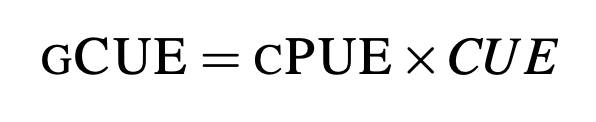 GCUE = CPUE × CUE